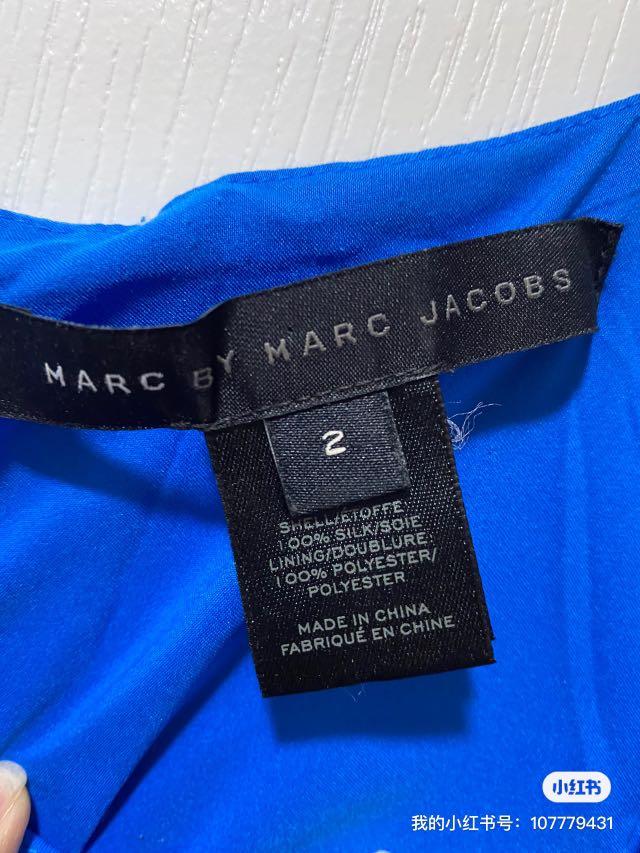 MARC BY MARC JACOBS
2
SHELL/ÉTOFFE
100% SILK/SOIE
LINING/DOUBLURE:
100% POLYESTER/
POLYESTER
MADE IN CHINA
FABRIQUÉ EN CHINE
小红书
我的小红书号：107779431